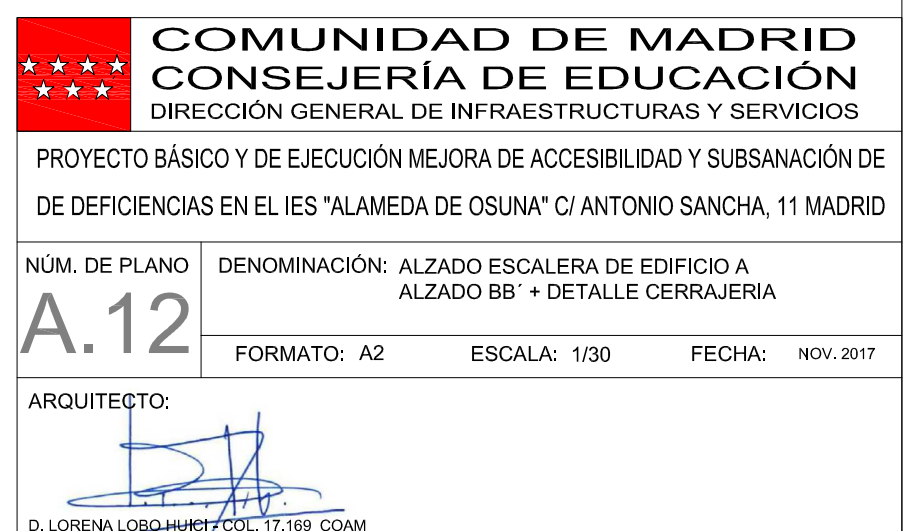 COMUNIDAD DE MADRID
CONSEJERÍA DE EDUCACIÓN
DIRECCIÓN GENERAL DE INFRAESTRUCTURAS Y SERVICIOS
PROYECTO BÁSICO Y DE EJECUCIÓN MEJORA DE ACCESIBILIDAD Y SUBSANACIÓN DE
DE DEFICIENCIAS EN EL IES "ALAMEDA DE OSUNA" C/ ANTONIO SANCHA, 11 MADRID
NÚM. DE PLANO
A.12
DENOMINACIÓN: ALZADO ESCALERA DE EDIFICIO A
ALZADO BB´ + DETALLE CERRAJERIA
FORMATO: A2 ESCALA: 1/30 FECHA: NOV. 2017
ARQUITECTO:
D. LORENA LOBO HUICI - COL. 17.169 COAM